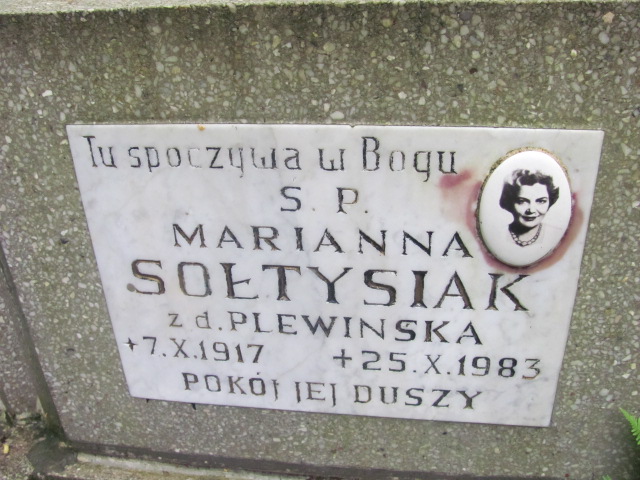 Tu spoczywa w Bogu
S. P.
MARIANNA
SOŁTYSIAK
z d. PLEWINSKA
+7.X.1917 +25.X.1983
POKÓJ JEJ DUSZY